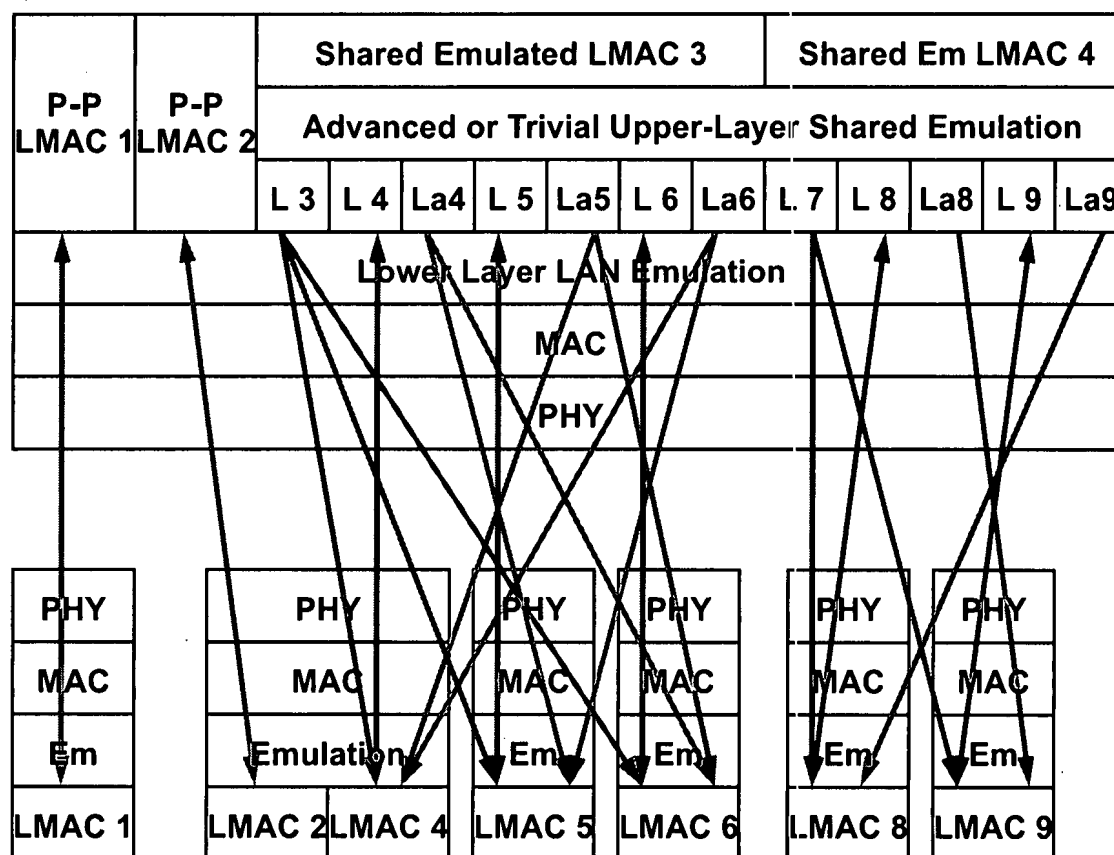 Shared Emulated LMAC 3
Shared Em LMAC 4
P-P
LMAC 1
P-P
LMAC 2
Advanced or Trivial Upper-Layer Shared Emulation
L 3
L 4
La4
L 5
La5
L 6
La6
L 7
L 8
La8
L 9
La9
Lower Layer LAN Emulation
MAC
PHY
PHY
PHY
PHY
PHY
PHY
PHY
MAC
MAC
MAC
MAC
MAC
MAC
Em
Emulation
Em
Em
Em
Em
LMAC 1
LMAC 2
LMAC 4
LMAC 5
LMAC 6
LMAC 8
LMAC 9